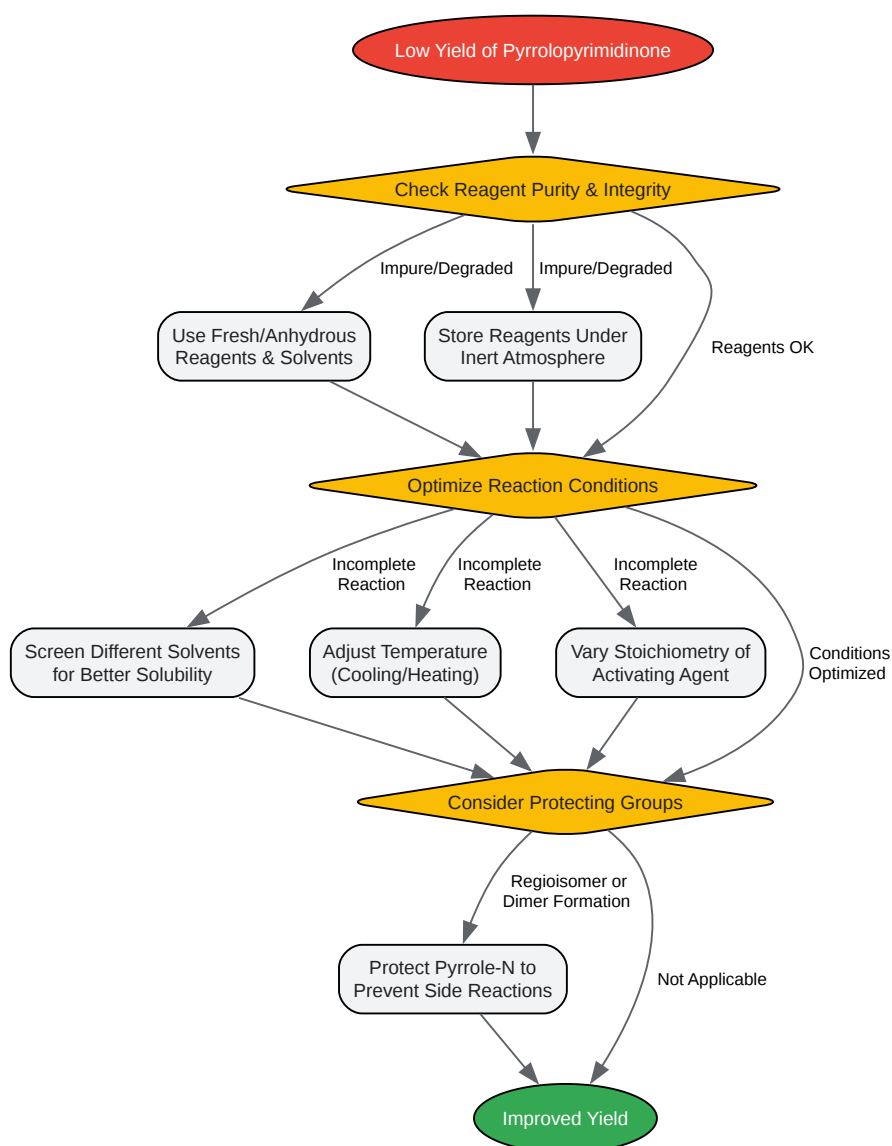 Low Yield of Pyrrolopyrimidinone
Check Reagent Purity & Integrity
Impure/Degraded
Impure/Degraded
Reagents OK
Use Fresh/Anhydrous
Reagents & Solvents
Store Reagents Under
Inert Atmosphere
Optimize Reaction Conditions
Incomplete
Reaction
Incomplete
Reaction
Incomplete
Reaction
Conditions
Optimized
Screen Different Solvents
for Better Solubility
Adjust Temperature
(Cooling/Heating)
Vary Stoichiometry of
Activating Agent
Consider Protecting Groups
Regioisomer or
Dimer Formation
Not Applicable
Protect Pyrrole-N to
Prevent Side Reactions
Improved Yield